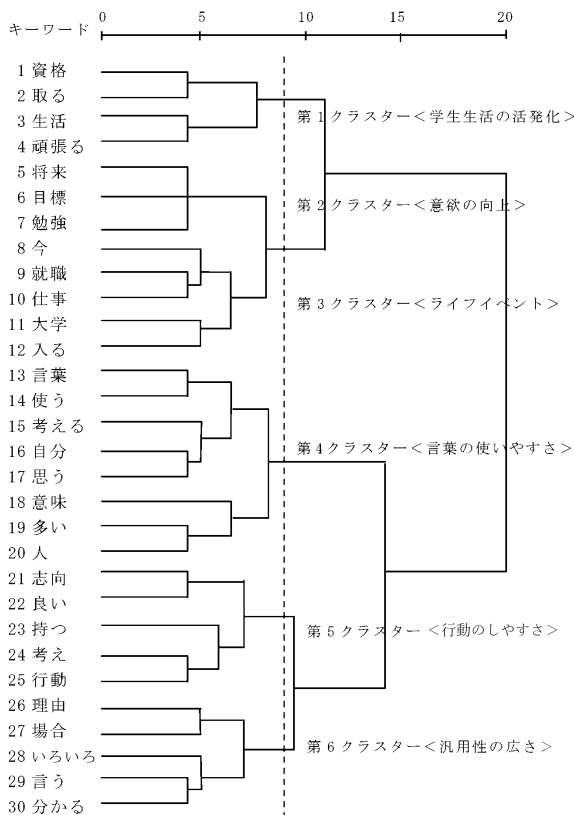 キーワード
0 5 10 15 20
1 資格
2 取る
第1クラスター<学生生活の活発化>
3 生活
4 頑張る
5 将来
6 目標
第2クラスター<意欲の向上>
7 勉強
8 今
9 就職
10 仕事
第3クラスター<ライフイベント>
11 大学
12 入る
13 言葉
14 使う
15 考える
第4クラスター<言葉の使いやすさ>
16 自分
17 思う
18 意味
19 多い
20 人
21 志向
22 良い
23 持つ
第5クラスター <行動のしやすさ>
24 考え
25 行動
26 理由
27 場合
第6クラスター<汎用性の広さ>
28 いろいろ
29 言う
30 分かる